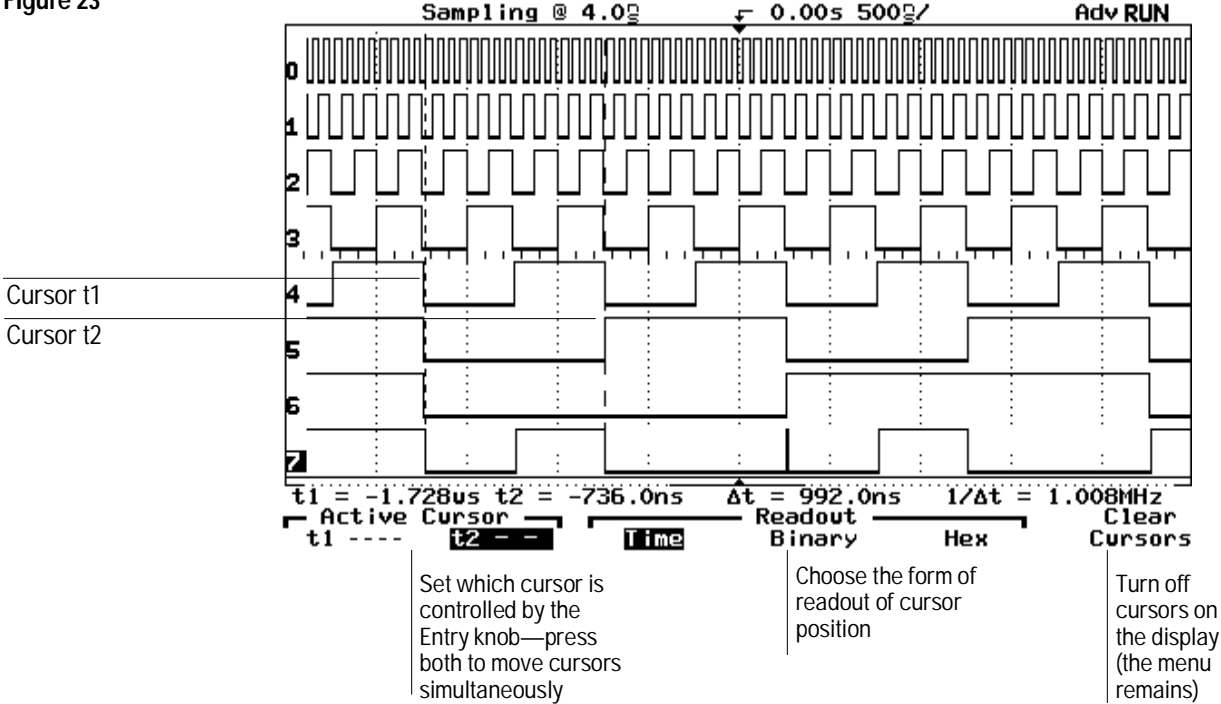 Figure 23
Sampling @ 4.0ns 0.00s 500ns/ Adv RUN
0
1
2
3
Cursor t1
4
Cursor t2
5
6
7
t1 = -1.728us t2 = -736.0ns Δt = 992.0ns 1/Δt = 1.008MHz
Active Cursor Readout Clear
t1 ---- t2 - - Time Binary Hex Cursors
Set which cursor is
controlled by the
Entry knob—press
both to move cursors
simultaneously
Choose the form of
readout of cursor
position
Turn off
cursors on
the display
(the menu
remains)